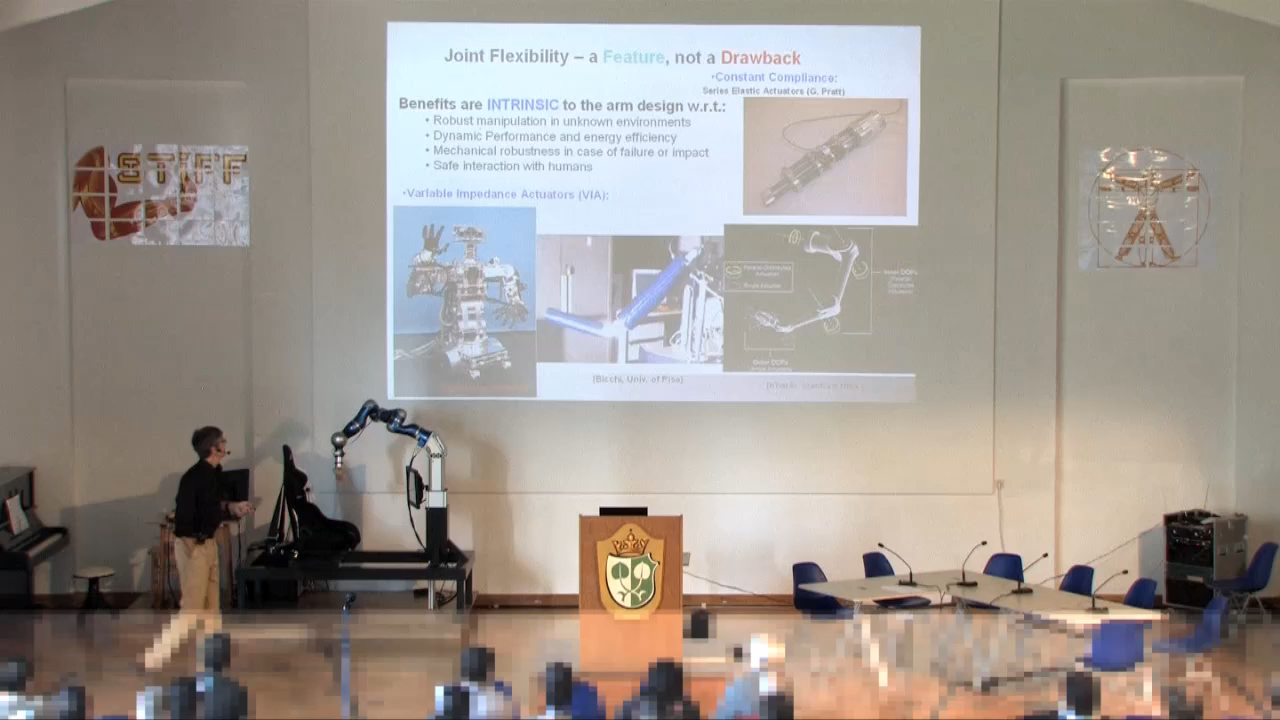 Joint Flexibility – a Feature, not a Drawback
•Constant Compliance:
Series Elastic Actuators (G. Pratt)
Benefits are INTRINSIC to the arm design w.r.t.:
• Robust manipulation in unknown environments
• Dynamic Performance and energy efficiency
• Mechanical robustness in case of failure or impact
• Safe interaction with humans
•Variable Impedance Actuators (VIA):
(Bicchi, Univ. of Pisa)
STIFF